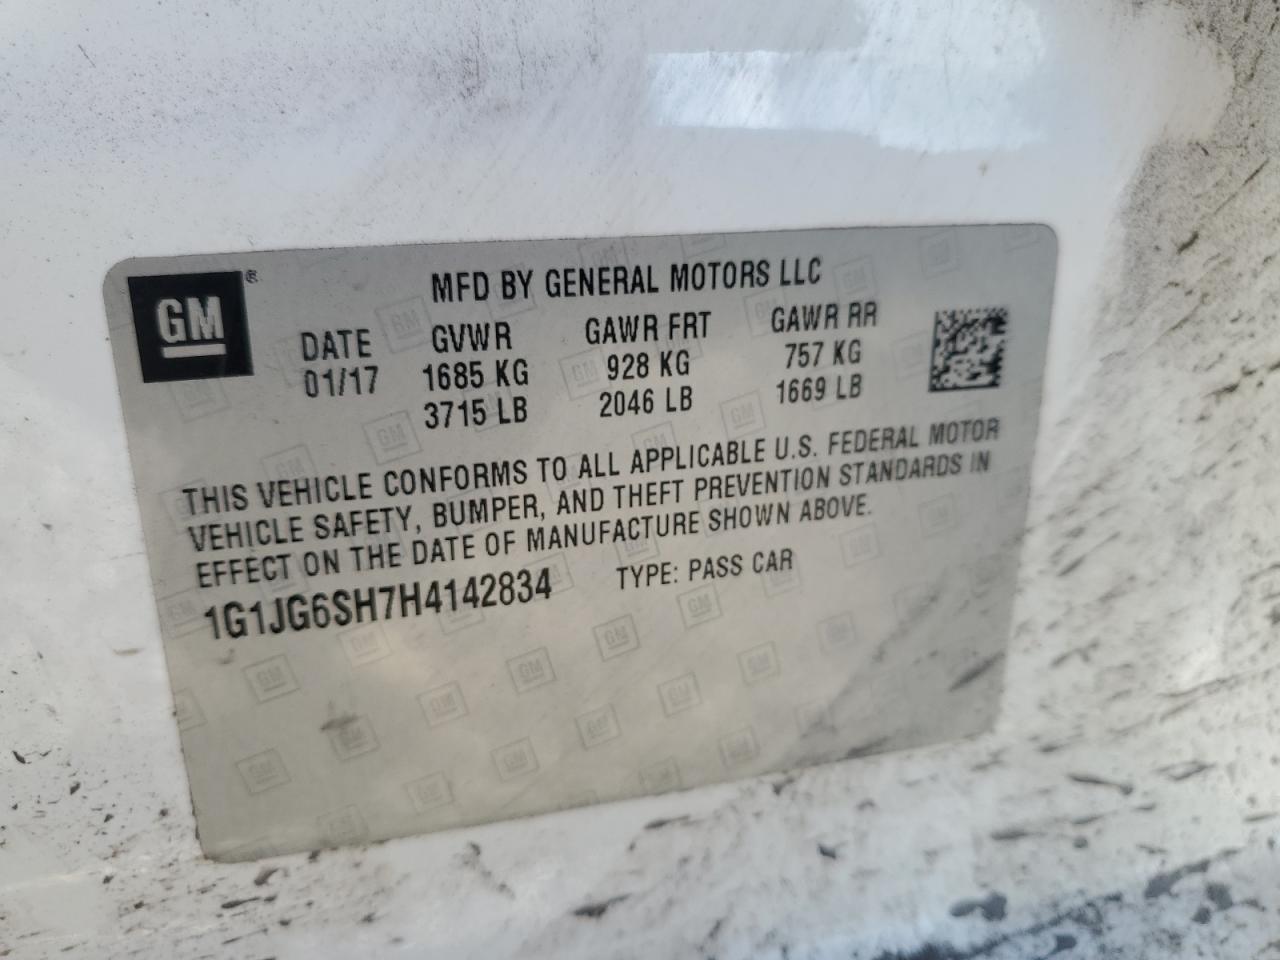 GM®
MFD BY GENERAL MOTORS LLC
DATE GVWR GAWR FRT GAWR RR
01/17 1685 KG 928 KG 757 KG
3715 LB 2046 LB 1669 LB
THIS VEHICLE CONFORMS TO ALL APPLICABLE U.S. FEDERAL MOTOR
VEHICLE SAFETY, BUMPER, AND THEFT PREVENTION STANDARDS IN
EFFECT ON THE DATE OF MANUFACTURE SHOWN ABOVE.
1G1JG6SH7H4142834 TYPE: PASS CAR